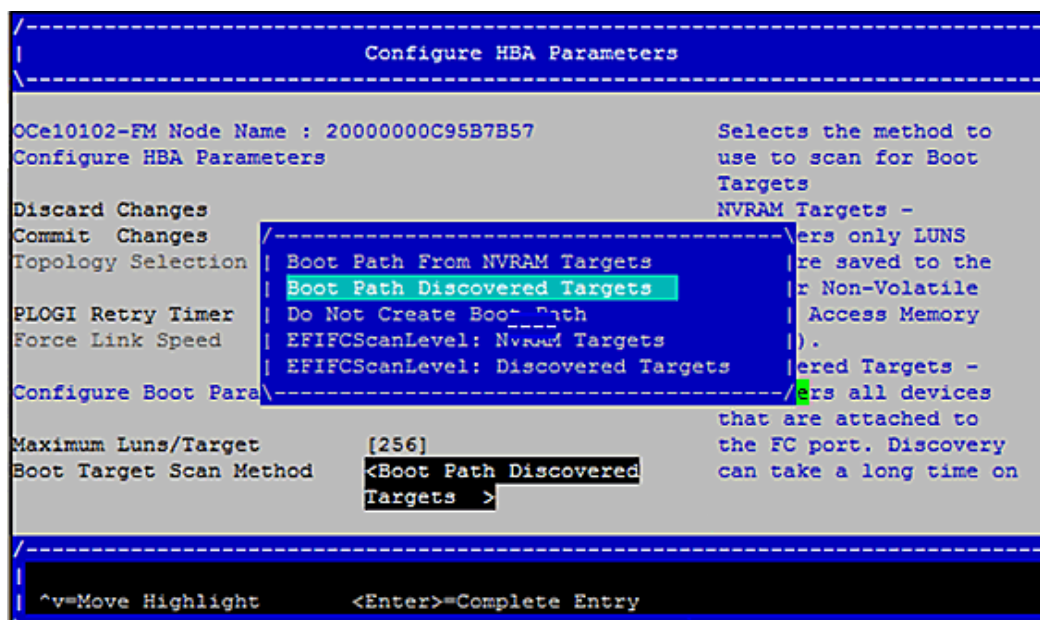 Configure HBA Parameters
OCe10102-FM Node Name : 20000000C95B7B57
Configure HBA Parameters
Discard Changes
Commit Changes
Topology Selection
PLOGI Retry Timer
Force Link Speed
Configure Boot Para
Maximum Luns/Target [256]
Boot Target Scan Method <Boot Path Discovered
Targets >
Boot Path From NVRAM Targets
Boot Path Discovered Targets
Do Not Create Boot Path
EFIFCScanLevel: NVRAM Targets
EFIFCScanLevel: Discovered Targets
Selects the method to
use to scan for Boot
Targets
NVRAM Targets -
ers only LUNS
re saved to the
r Non-Volatile
Access Memory
).
ered Targets -
ers all devices
that are attached to
the FC port. Discovery
can take a long time on
^v=Move Highlight <Enter>=Complete Entry